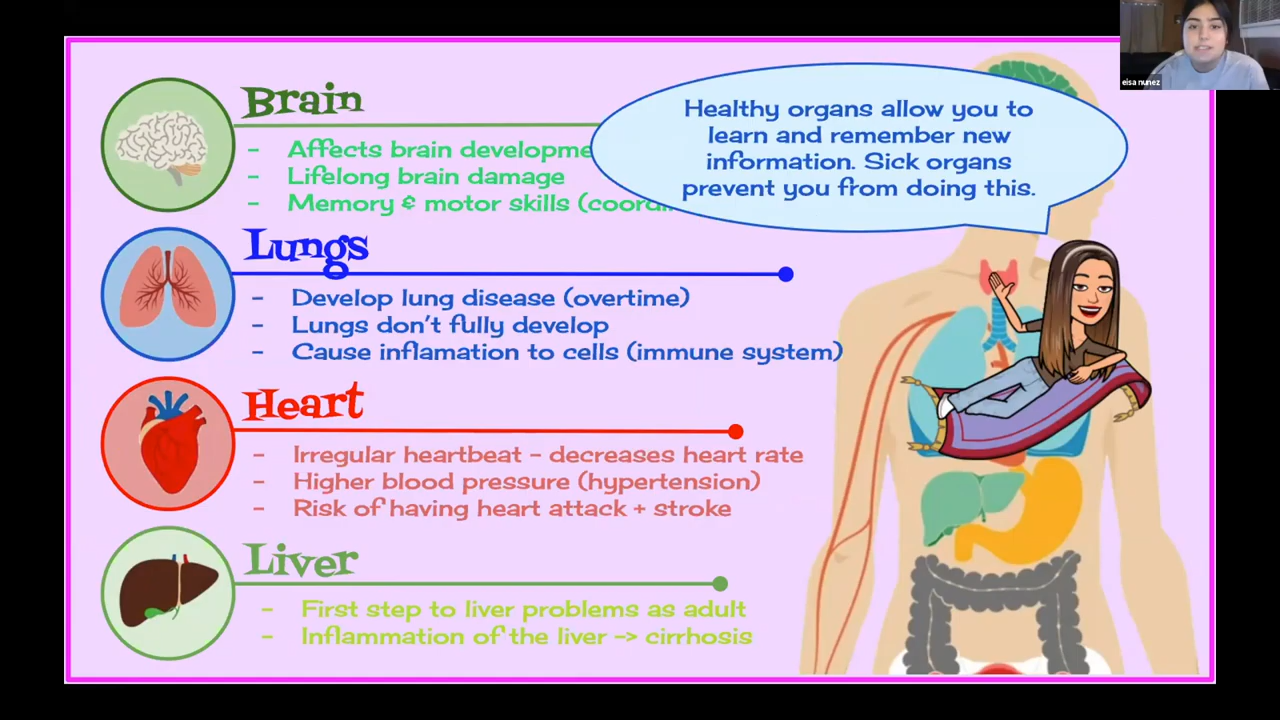 Brain
- Affects brain
- Lifelong brain damage
- Memory & motor skills
Healthy organs allow you to
learn and remember new
information. Sick organs
prevent you from doing this.
Lungs
- Develop lung disease (overtime)
- Lungs don't fully develop
- Cause inflamation to cells (immune system)
Heart
- Irregular heartbeat - decreases heart rate
- Higher blood pressure (hypertension)
- Risk of having heart attack + stroke
Liver
- First step to liver problems as adult
- Inflammation of the liver -> cirrhosis
eisa nunez